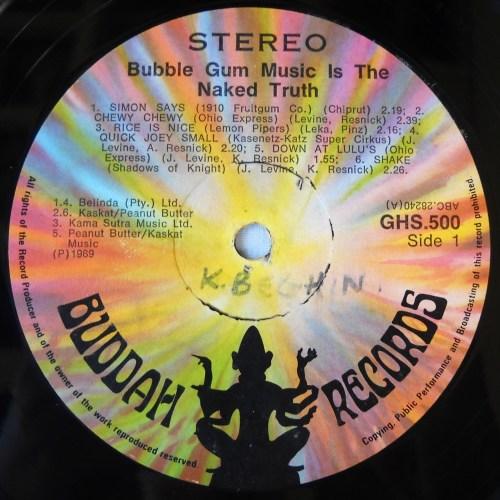 STEREO
Bubble Gum Music Is The
Naked Truth
1. SIMON SAYS (1910 Fruitgum Co.) (Chiprut) 2.19; 2.
CHEWY CHEWY (Ohio Express) (Levine, Resnick) 2.39;
3. RICE IS NICE (Lemon Pipers) (Leka, Pinz) 2.16; 4.
QUICK JOEY SMALL (Kasenetz-Katz Super Cirkus) (J.
Levine, A. Resnick) 2.20; 5. DOWN AT LULU'S (Ohio
Express) (J. Levine, K. Resnick) 1.55; 6. SHAKE
(Shadows of Knight) (J. Levine, K. Resnick) 2.26.
1.4. Belinda (Pty.) Ltd.
2.6. Kaskat/Peanut Butter
3. Kama Sutra Music Ltd.
5. Peanut Butter/Kaskat
Music
(P)1969
ABC.28240(A)
GHS.500
Side 1
BUDDAH RECORDS
All rights of the Record Producer and of the owner of the work reproduced reserved.
Copying, Public Performance and Broadcasting of this record prohibited